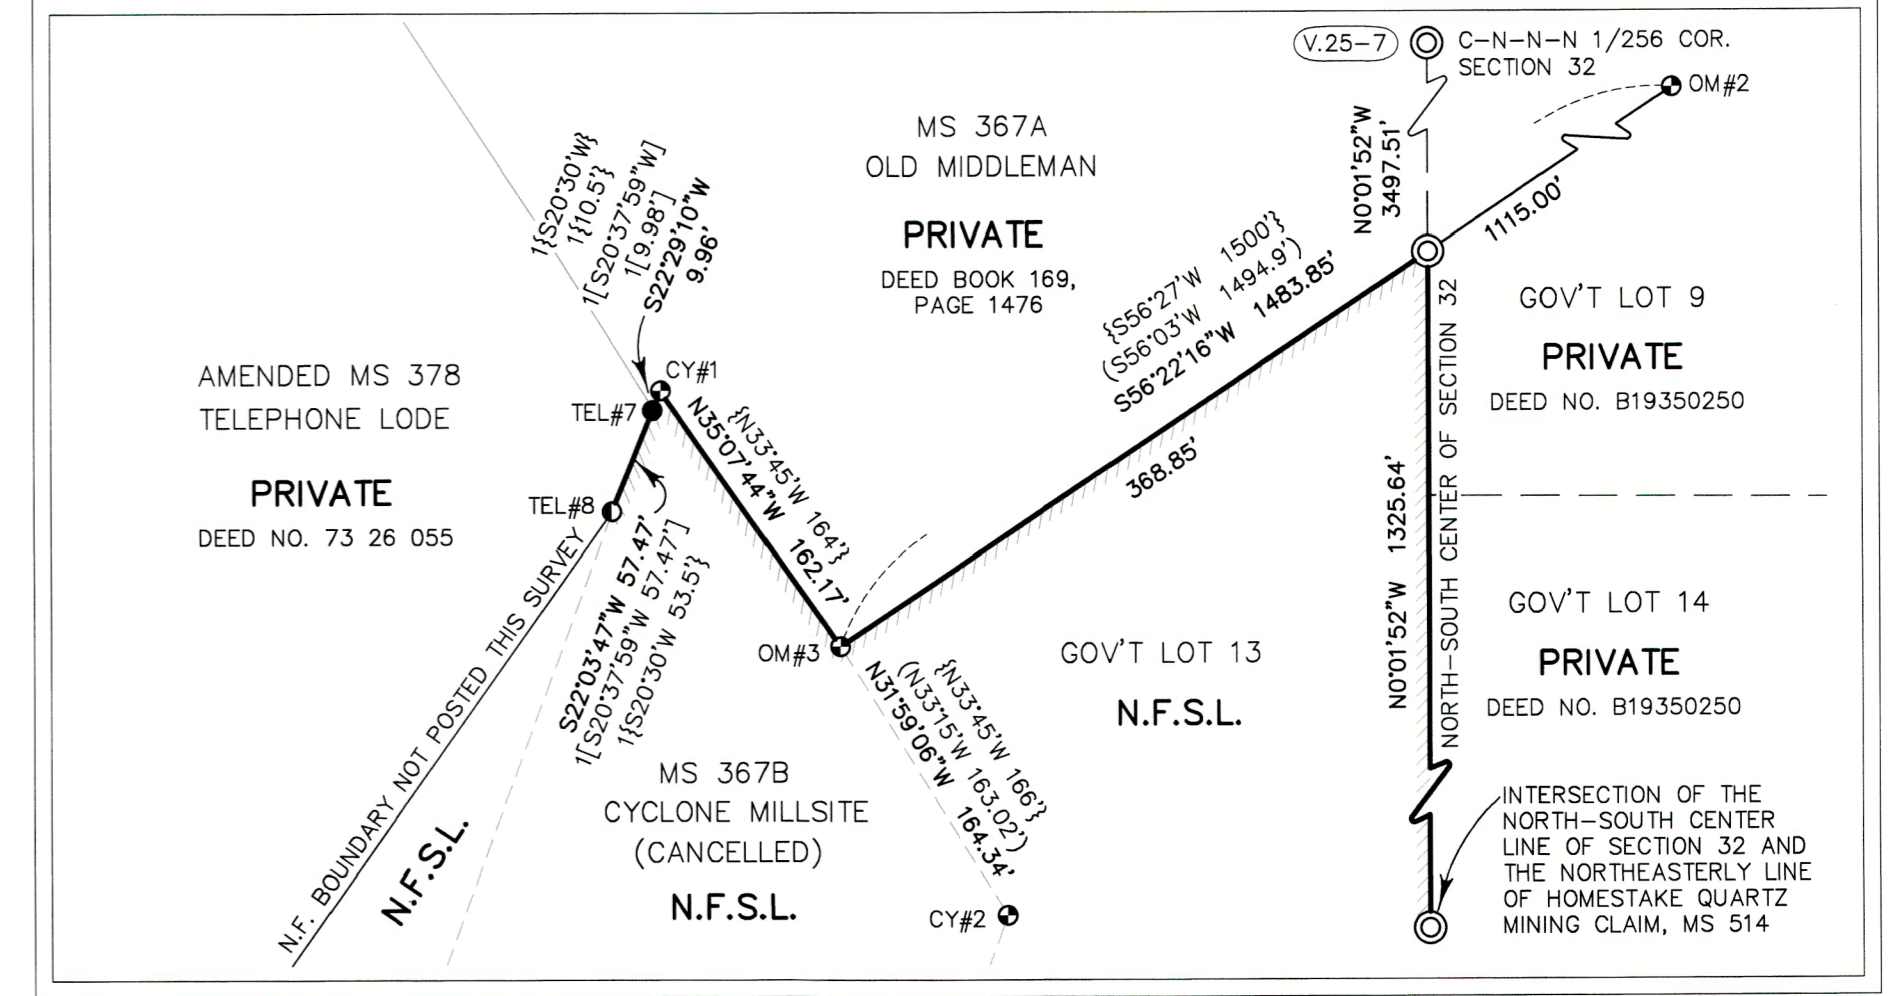 V.25-7
C-N-N-N 1/256 COR.
SECTION 32
OM#2
MS 367A
OLD MIDDLEMAN
PRIVATE
DEED BOOK 169,
PAGE 1476
N0°01'52"W
3497.51'
1115.00'
1{S20°30'W}
1{10.5'}
1[S20°37'59"W]
1[9.98']
S22°29'10"W
9.96'
{S56°27'W 1500'}
(S56°03'W 1494.9')
S56°22'16"W 1483.85'
368.85'
GOV'T LOT 9
PRIVATE
DEED NO. B19350250
AMENDED MS 378
TELEPHONE LODE
PRIVATE
DEED NO. 73 26 055
CY#1
TEL#7
TEL#8
{N33°45'W 164'}
N35°07'44"W 162.17'
S22°03'47"W 57.47'
1[S20°37'59"W 57.47']
1{S20°30'W 53.5'}
N.F. BOUNDARY NOT POSTED THIS SURVEY
N.F.S.L.
MS 367B
CYCLONE MILLSITE
(CANCELLED)
N.F.S.L.
OM#3
{N33°45'W 166'}
(N33°15'W 163.02')
N31°59'06"W 164.34'
CY#2
GOV'T LOT 13
N.F.S.L.
N0°01'52"W 1325.64'
NORTH-SOUTH CENTER OF SECTION 32
GOV'T LOT 14
PRIVATE
DEED NO. B19350250
INTERSECTION OF THE
NORTH-SOUTH CENTER
LINE OF SECTION 32 AND
THE NORTHEASTERLY LINE
OF HOMESTAKE QUARTZ
MINING CLAIM, MS 514